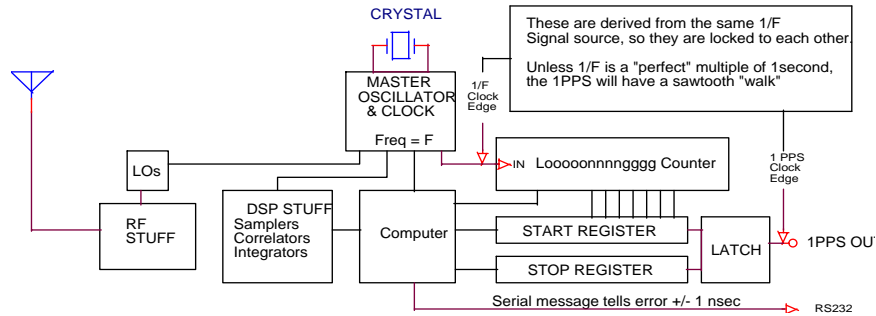 CRYSTAL
These are derived from the same 1/F
Signal source, so they are locked to each other.
Unless 1/F is a "perfect" multiple of 1second,
the 1PPS will have a sawtooth "walk"
MASTER
OSCILLATOR
& CLOCK
Freq = F
1/F
Clock
Edge
1 PPS
Clock
Edge
LOs
IN
Looooonnnngggg Counter
RF
STUFF
DSP STUFF
Samplers
Correlators
Integrators
Computer
START REGISTER
STOP REGISTER
LATCH
1PPS OUT
Serial message tells error +/- 1 nsec
RS232